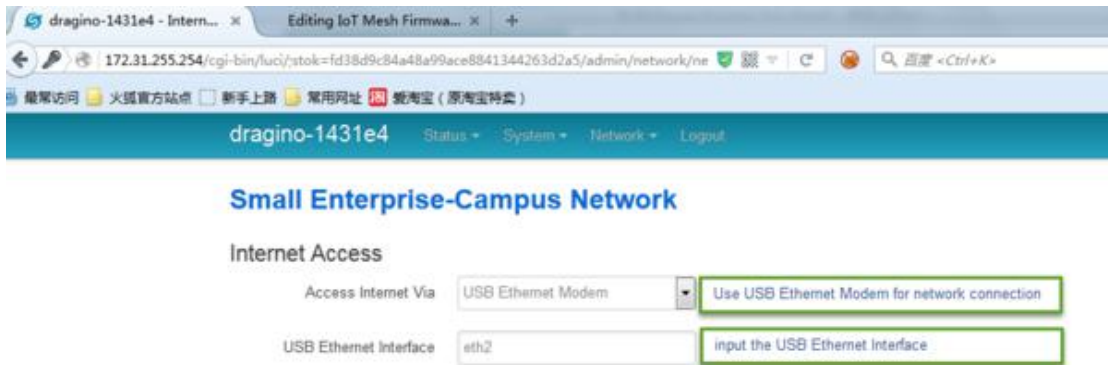 dragino-1431e4 - Intern... ×
Editing IoT Mesh Firmwa... × +
172.31.255.254/cgi-bin/luci/;stok=fd38d9c84a48a99ace8841344263d2a5/admin/network/ne
百度 <Ctrl+K>
最常访问 火狐官方站点 新手上路 常用网址 爱淘宝（原淘宝特卖）
dragino-1431e4 Status System Network Logout
Small Enterprise-Campus Network
Internet Access
Access Internet Via USB Ethernet Modem Use USB Ethernet Modem for network connection
USB Ethernet Interface eth2 input the USB Ethernet Interface